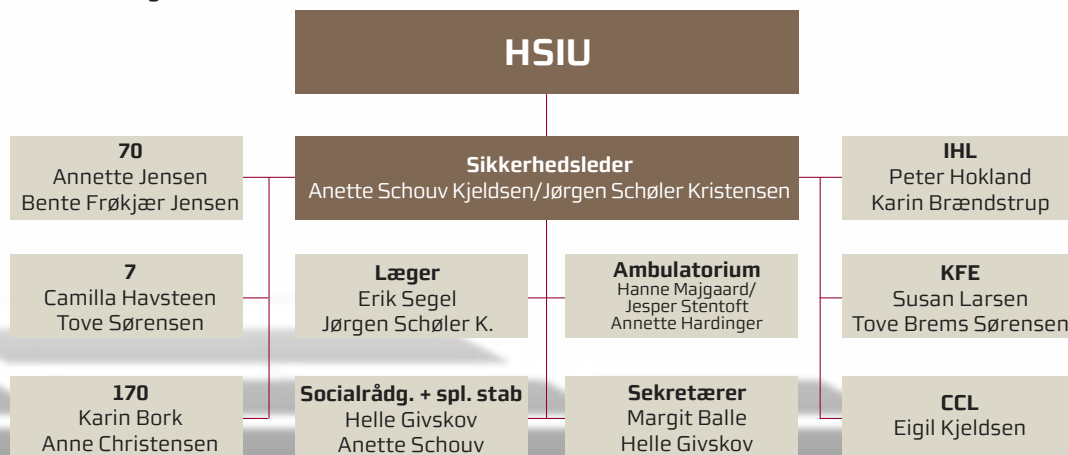 HSIU
70
Annette Jensen
Bente Frøkjær Jensen
Sikkerhedsleder
Anette Schouv Kjeldsen/Jørgen Schøler Kristensen
IHL
Peter Hokland
Karin Brændstrup
7
Camilla Havsteen
Tove Sørensen
Læger
Erik Segel
Jørgen Schøler K.
Ambulatorium
Hanne Majgaard/
Jesper Stentoft
Annette Hardinger
KFE
Susan Larsen
Tove Brems Sørensen
170
Karin Bork
Anne Christensen
Socialrådg. + spl. stab
Helle Givskov
Anette Schouv
Sekretærer
Margit Balle
Helle Givskov
CCL
Eigil Kjeldsen